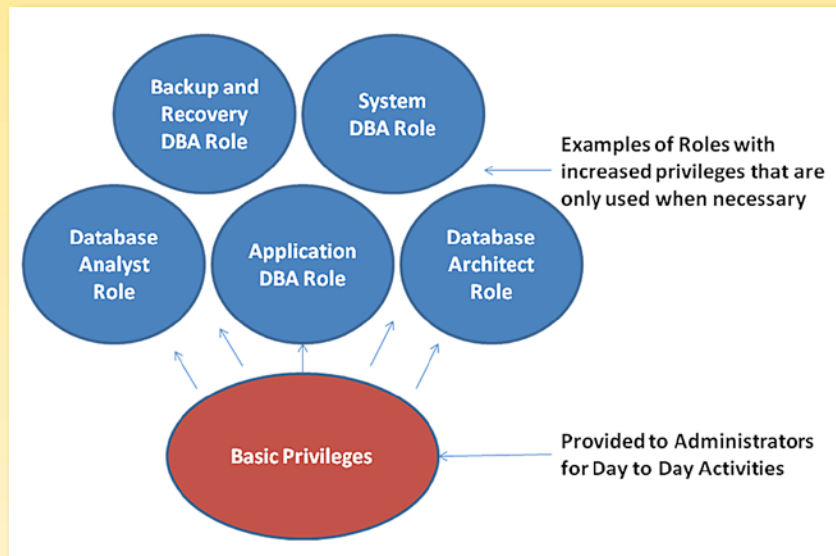 Backup and
Recovery
DBA Role
System
DBA Role
Examples of Roles with
increased privileges that are
only used when necessary
Database
Analyst
Role
Application
DBA Role
Database
Architect
Role
Basic Privileges
Provided to Administrators
for Day to Day Activities